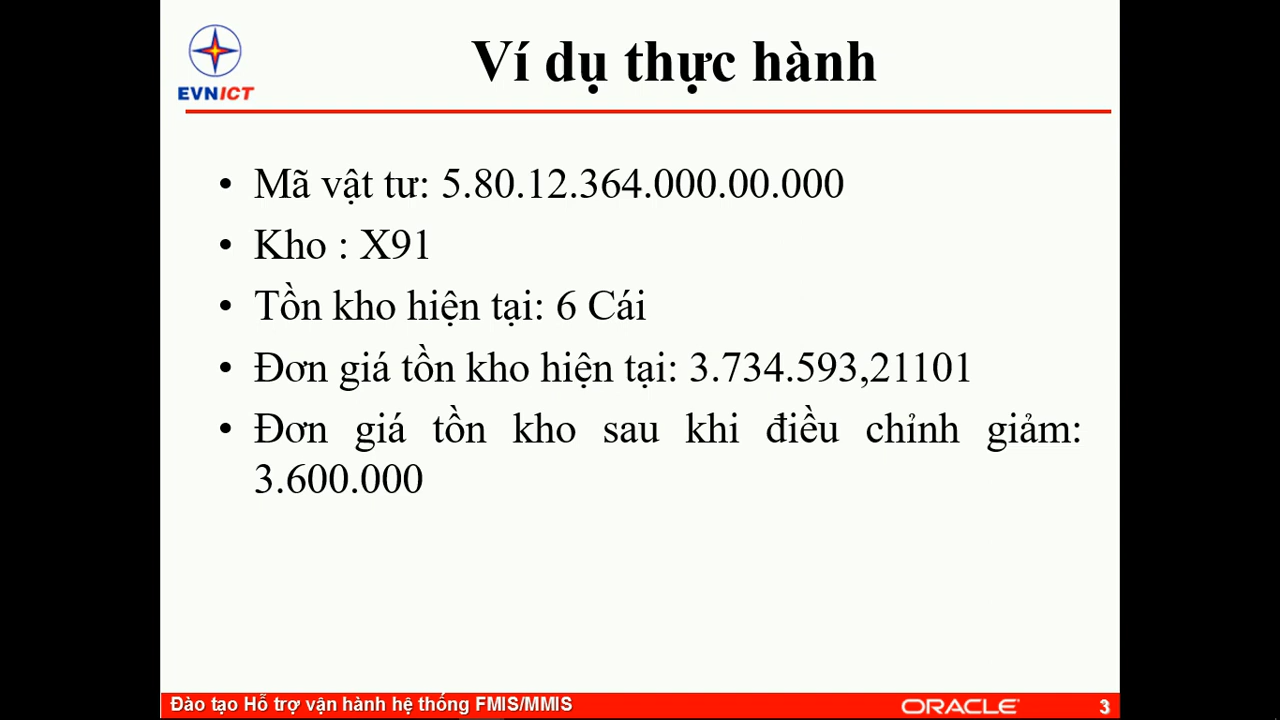 EVNICT
Ví dụ thực hành
• Mã vật tư: 5.80.12.364.000.00.000
• Kho : X91
• Tồn kho hiện tại: 6 Cái
• Đơn giá tồn kho hiện tại: 3.734.593,21101
• Đơn giá tồn kho sau khi điều chỉnh giảm:
3.600.000
Đào tạo Hỗ trợ vận hành hệ thống FMIS/MMIS
ORACLE
3